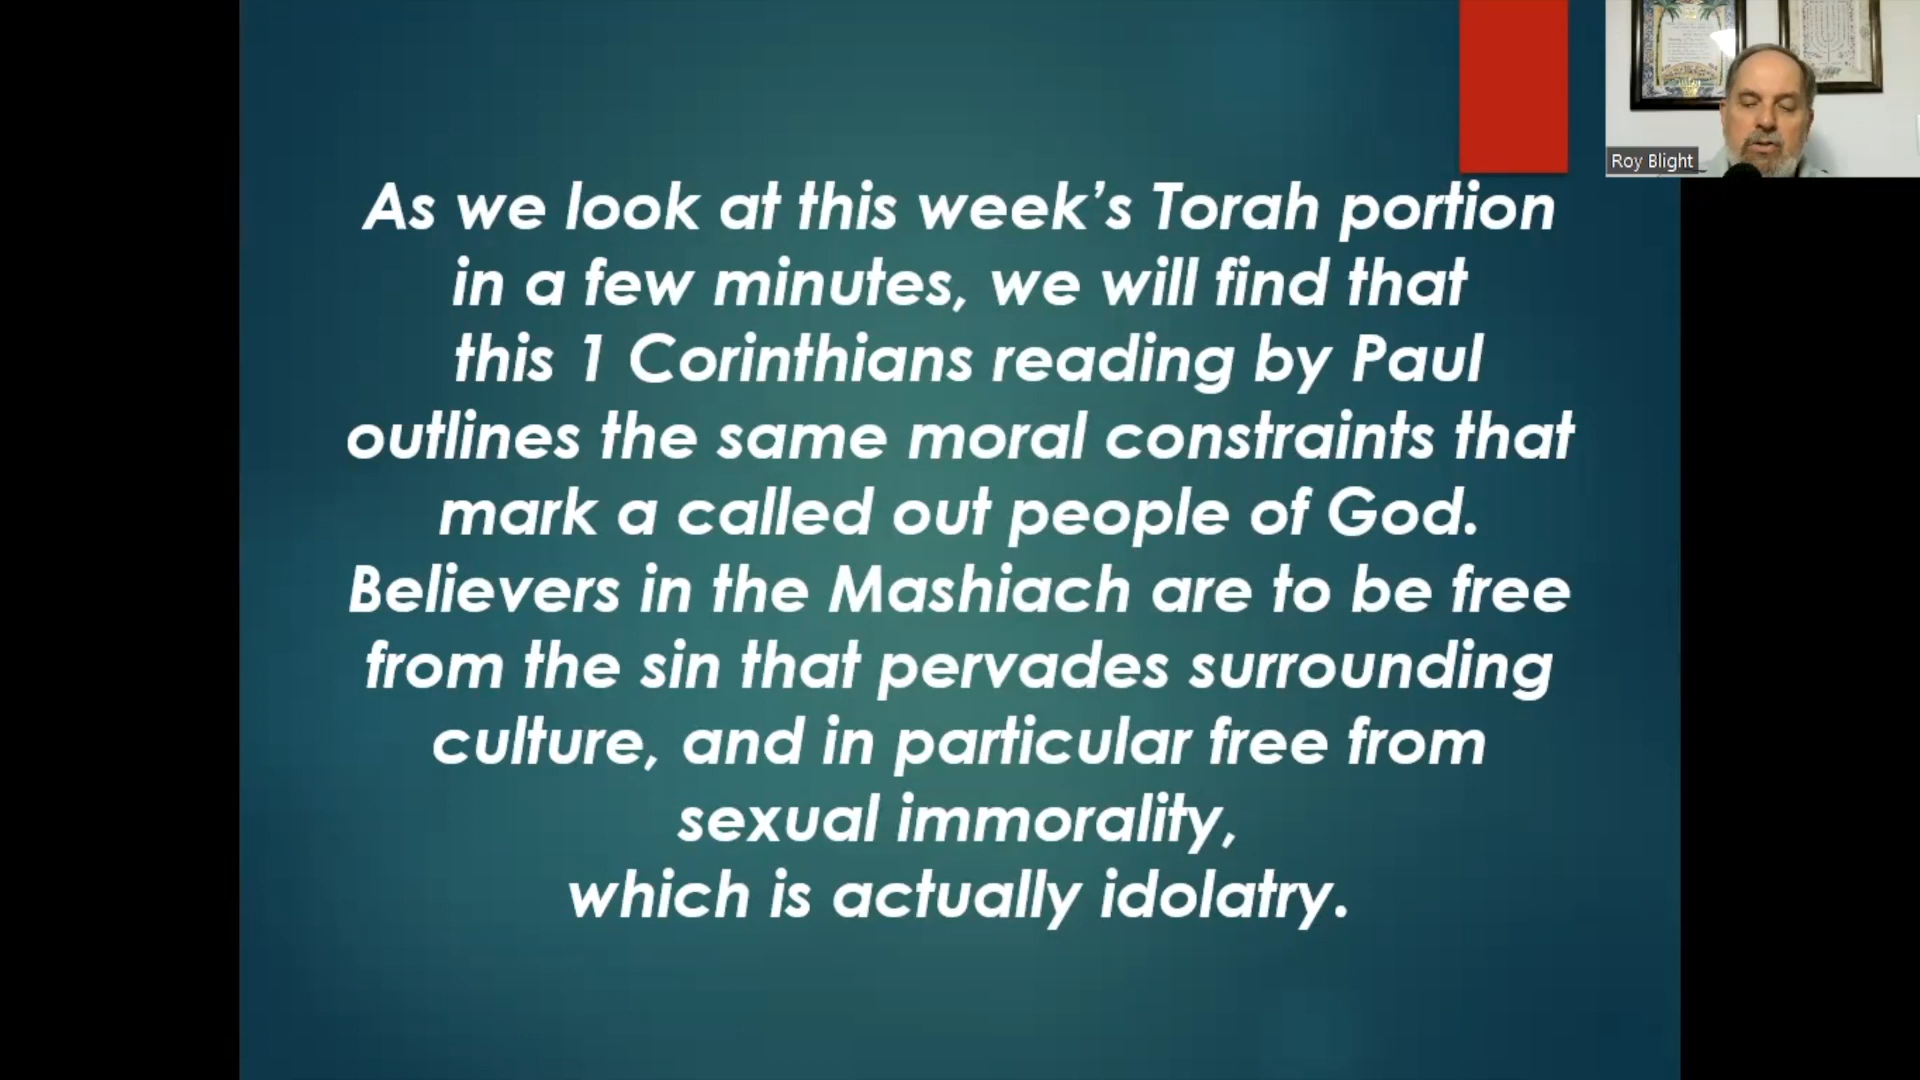 As we look at this week’s Torah portion
in a few minutes, we will find that
this 1 Corinthians reading by Paul
outlines the same moral constraints that
mark a called out people of God.
Believers in the Mashiach are to be free
from the sin that pervades surrounding
culture, and in particular free from
sexual immorality,
which is actually idolatry.
Roy Blight